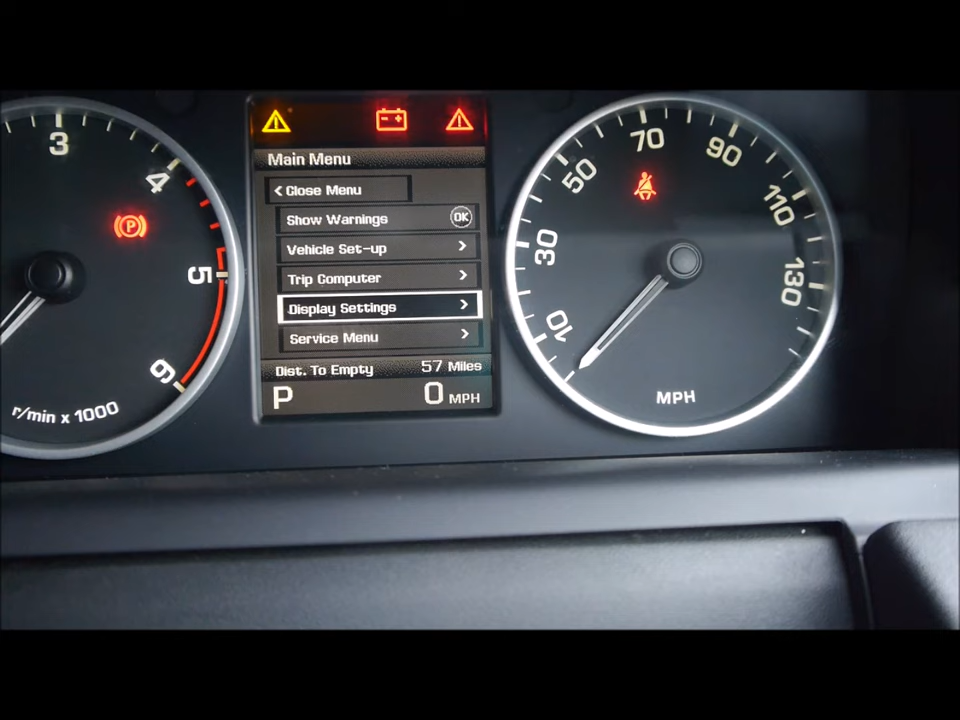 3
4
5
6
r/min x 1000
P
Main Menu
Close Menu
Show Warnings OK
Vehicle Set-up
Trip Computer
Display Settings
Service Menu
Dist. To Empty 57 Miles
P 0 MPH
10
30
50
70
90
110
130
MPH